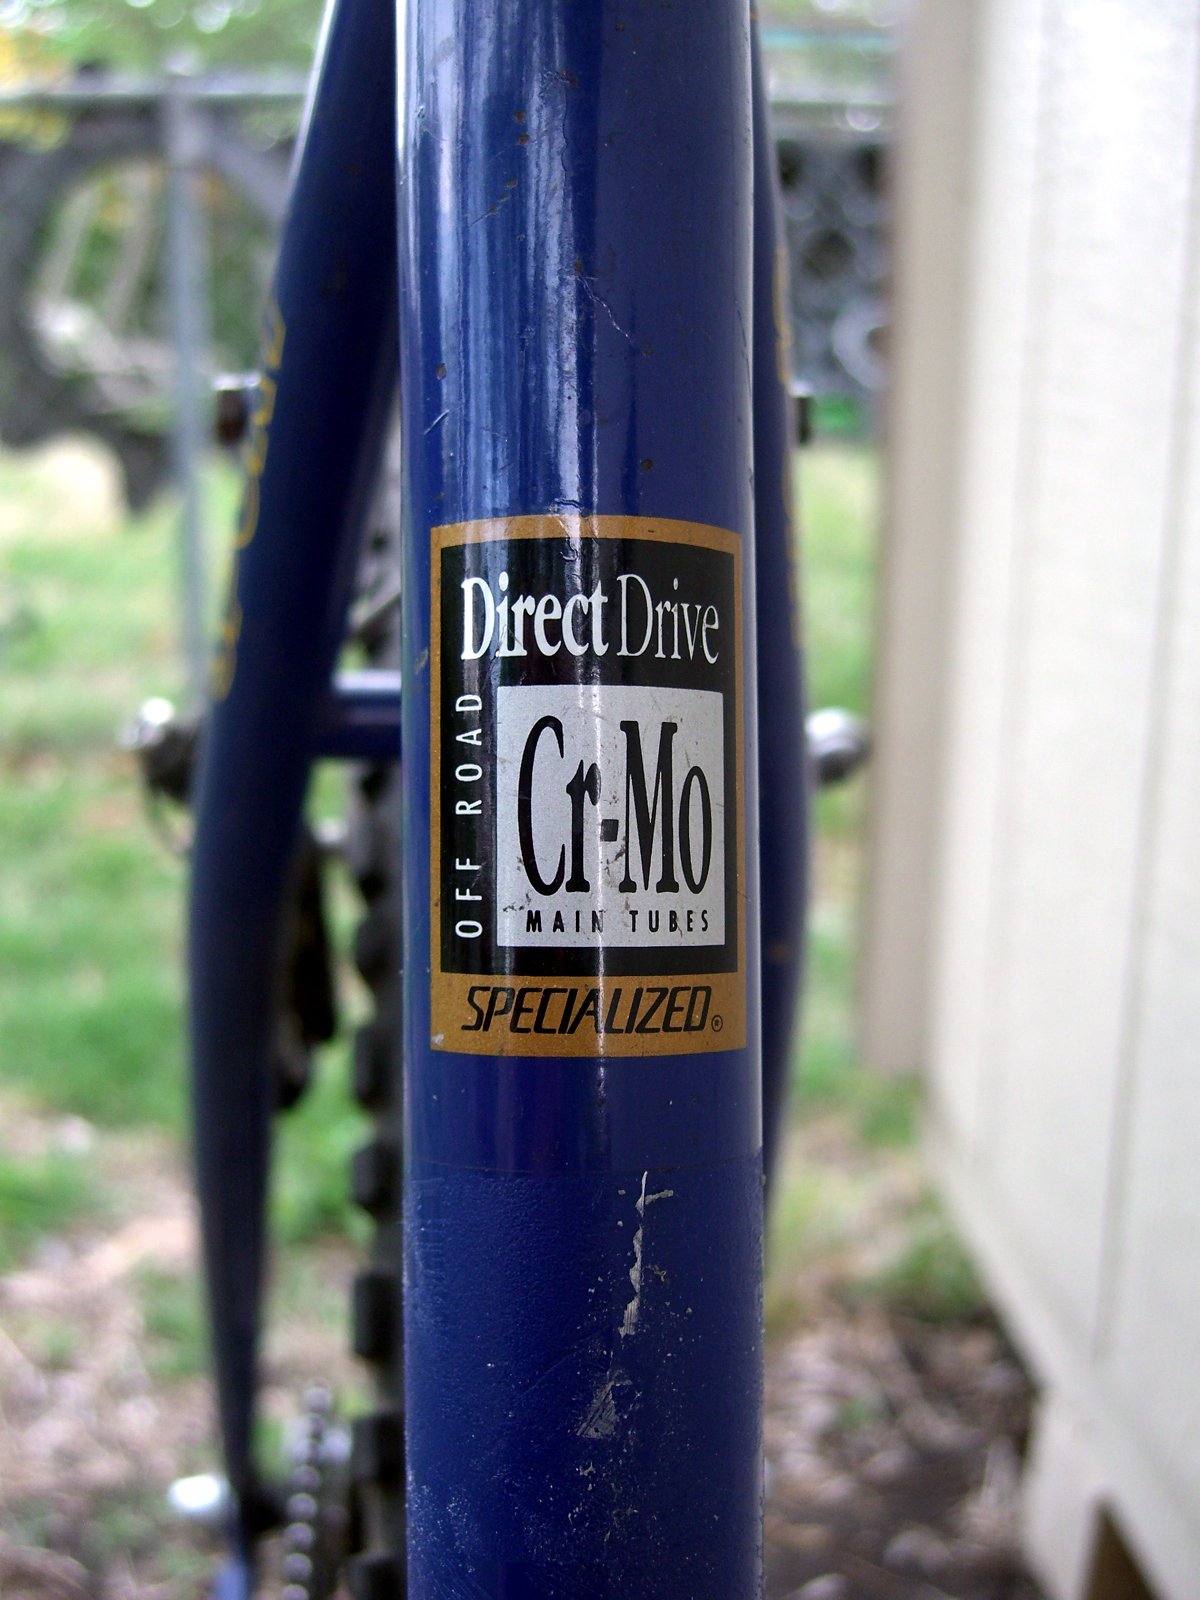 Direct Drive
OFF ROAD
Cr-Mo
MAIN TUBES
SPECIALIZED®